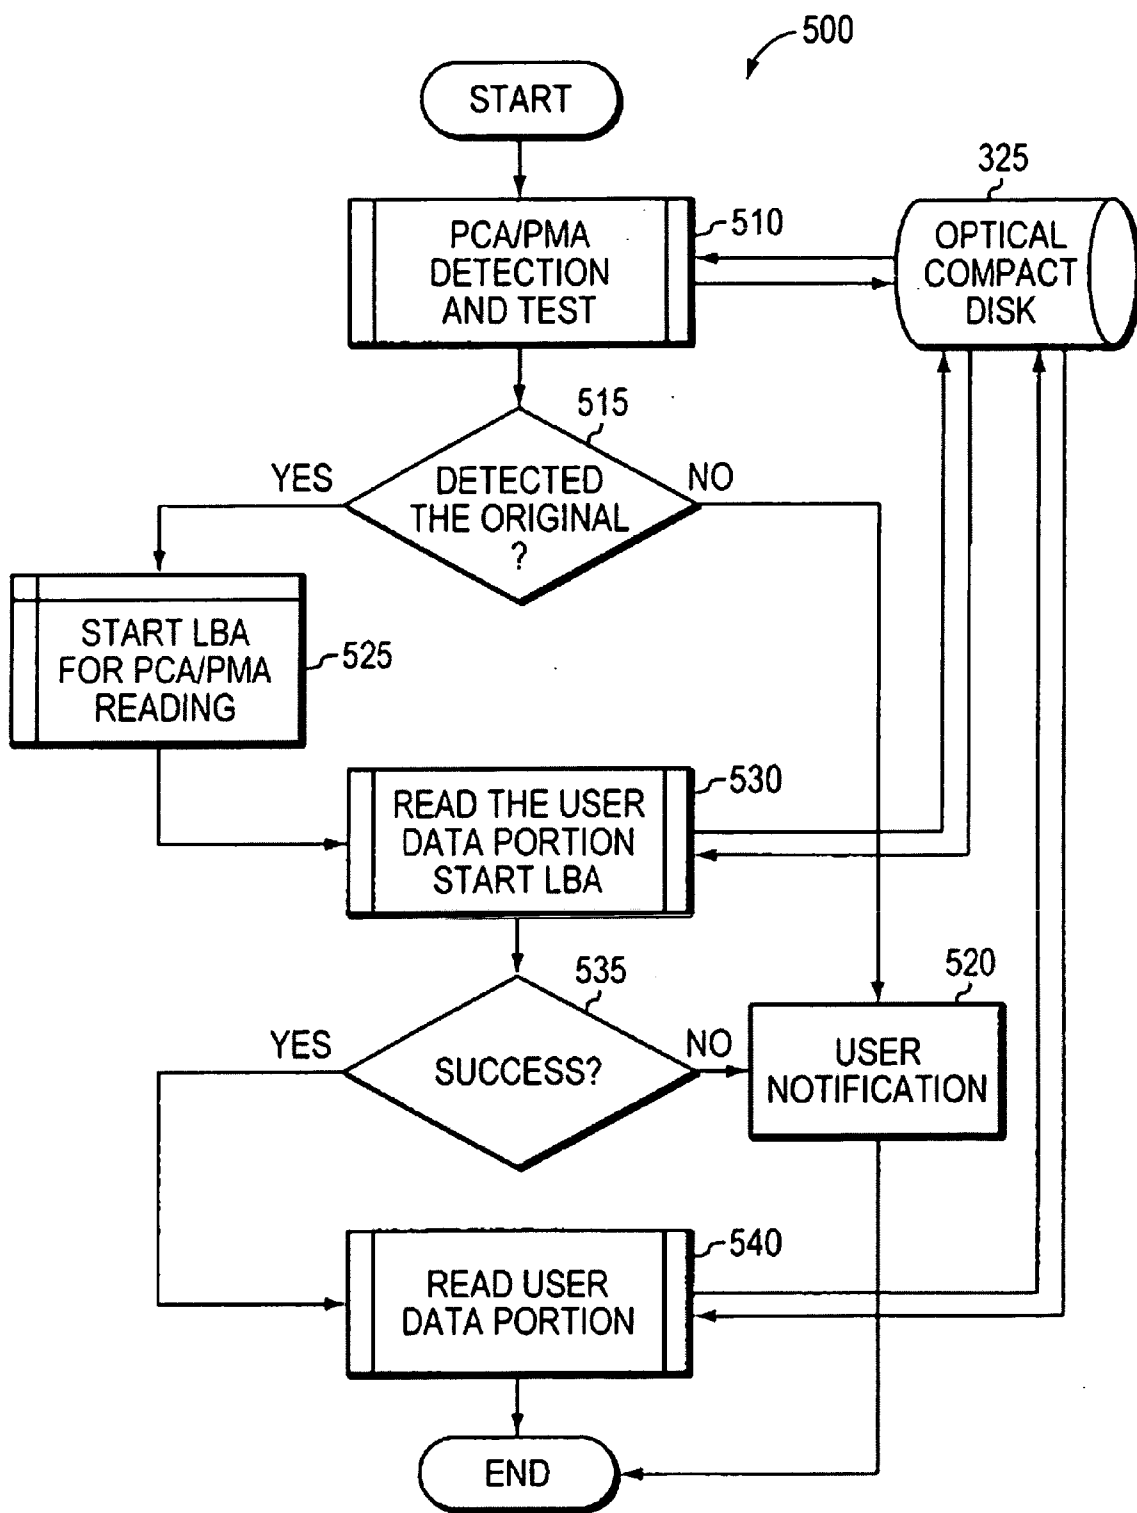 500
START
325
PCA/PMA
DETECTION
AND TEST
510
OPTICAL
COMPACT
DISK
515
YES
NO
DETECTED
THE ORIGINAL
?
START LBA
FOR PCA/PMA
READING
525
READ THE USER
DATA PORTION
START LBA
530
535
520
YES
NO
SUCCESS?
USER
NOTIFICATION
540
READ USER
DATA PORTION
END